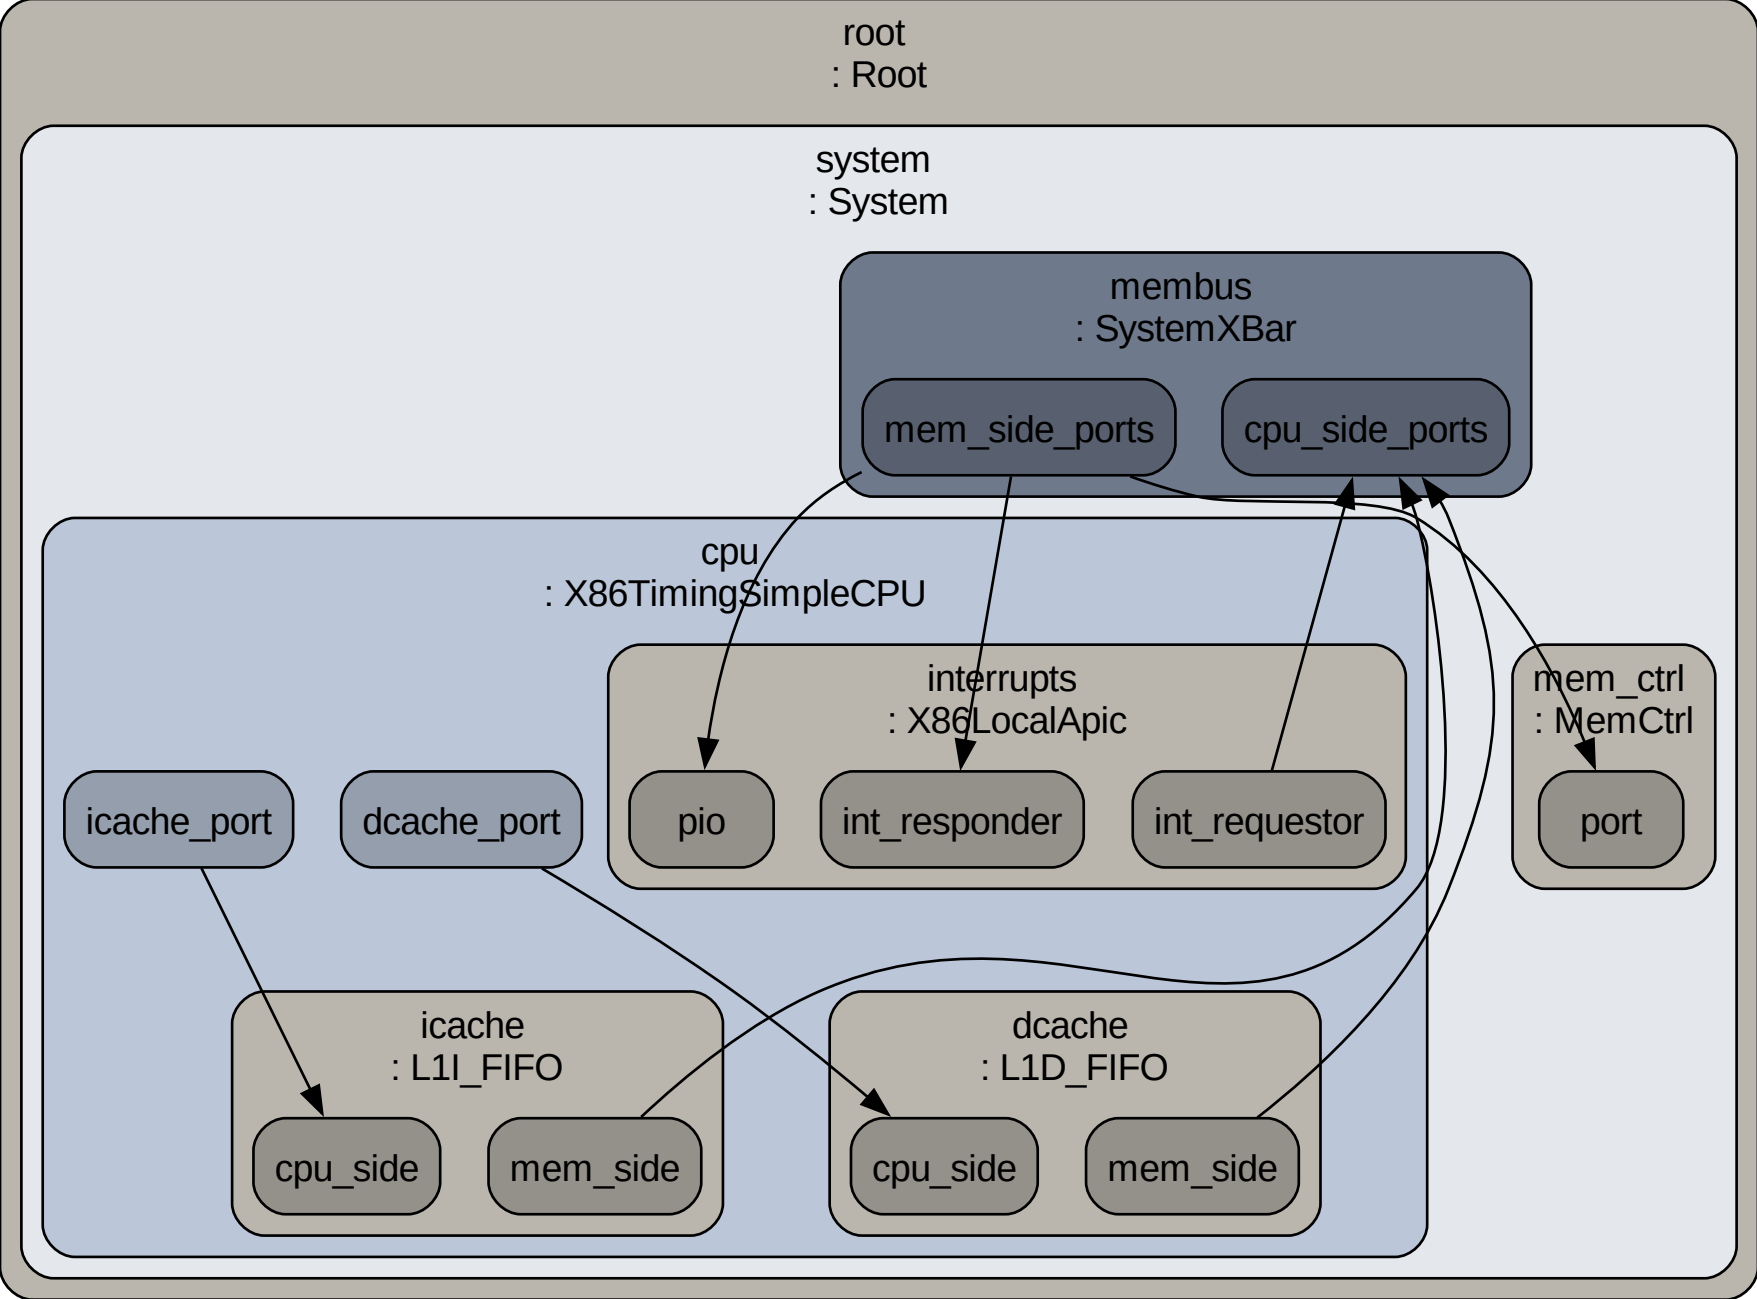 root
: Root
system
: System
membus
: SystemXBar
mem_side_ports
cpu_side_ports
cpu
: X86TimingSimpleCPU
interrupts
: X86LocalApic
mem_ctrl
: MemCtrl
icache_port
dcache_port
pio
int_responder
int_requestor
port
icache
: L1I_FIFO
dcache
: L1D_FIFO
cpu_side
mem_side
cpu_side
mem_side